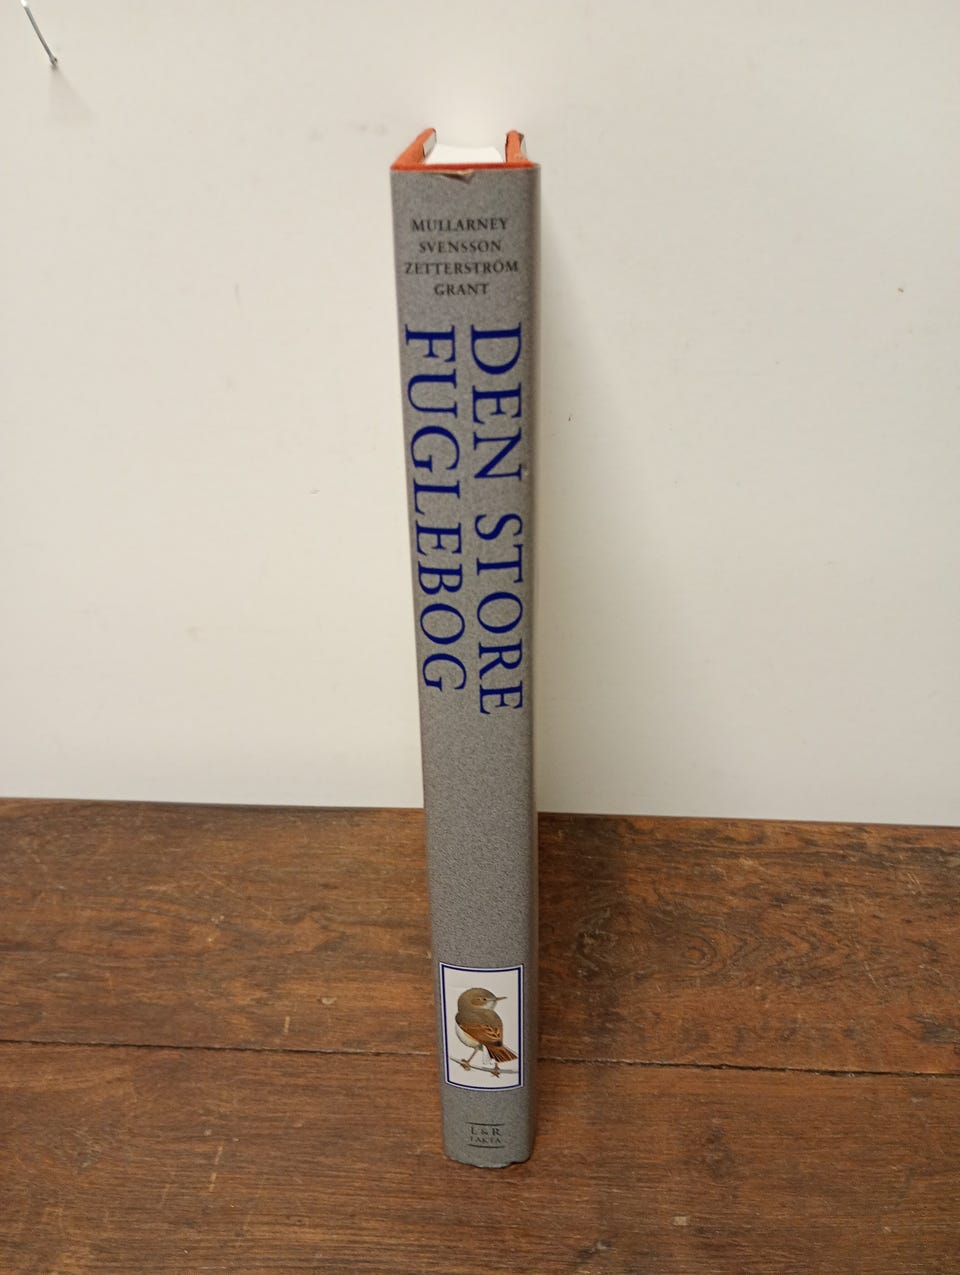 MULLARNEY
SVENSSON
ZETTERSTRÖM
GRANT
DEN STORE
FUGLEBOG
L&R
FAKTA